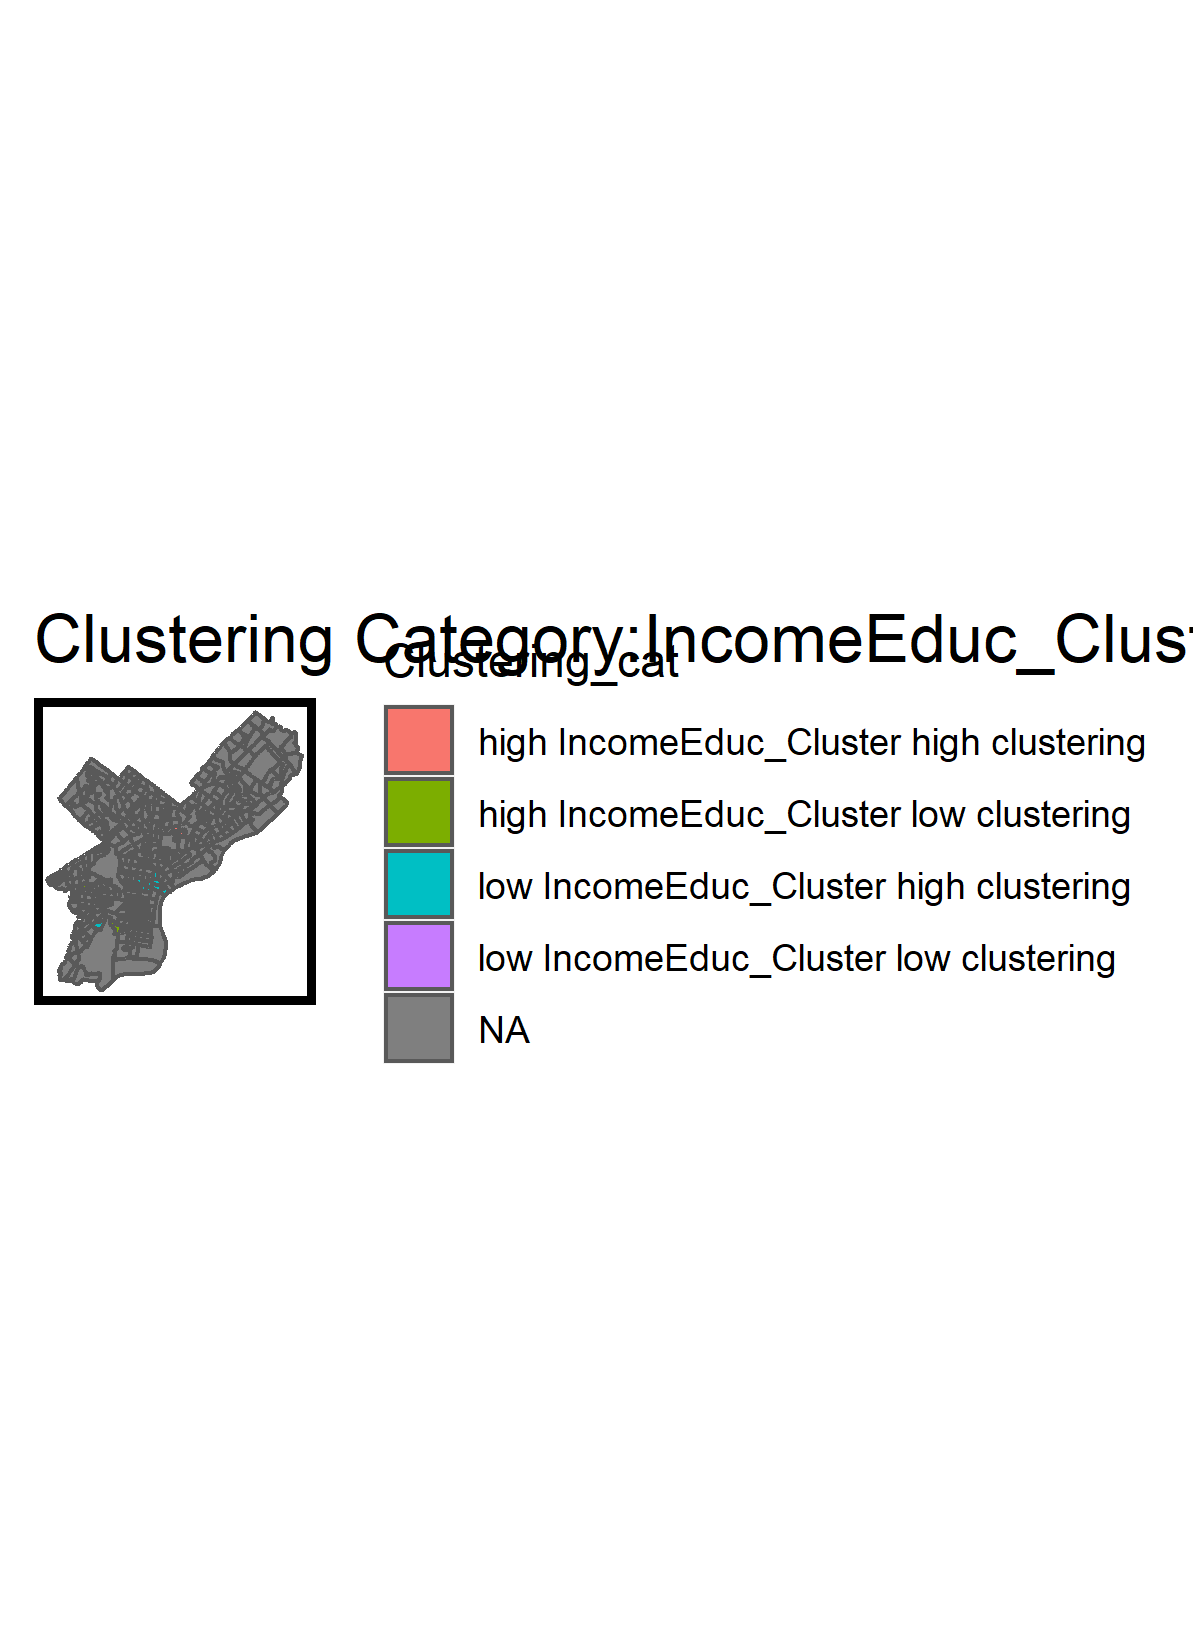 Clustering Category:IncomeEduc_Clus
Clustering_cat
high IncomeEduc_Cluster high clustering
high IncomeEduc_Cluster low clustering
low IncomeEduc_Cluster high clustering
low IncomeEduc_Cluster low clustering
NA